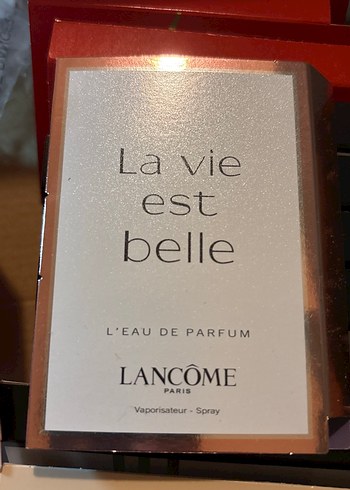 La vie
est
belle
L'EAU DE PARFUM
LANCÔME
PARIS
Vaporisateur - Spray